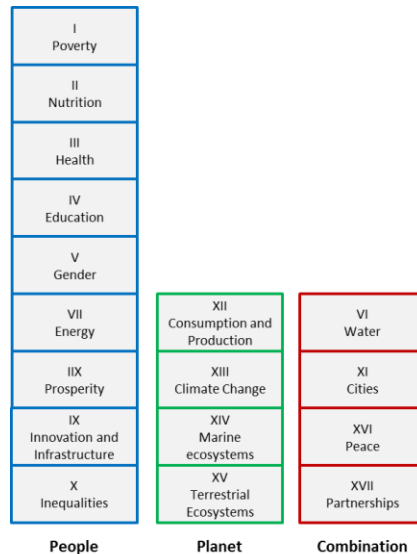 I
Poverty
II
Nutrition
III
Health
IV
Education
V
Gender
VII
Energy
IIX
Prosperity
IX
Innovation and
Infrastructure
X
Inequalities
People
XII
Consumption and
Production
XIII
Climate Change
XIV
Marine
ecosystems
XV
Terrestrial
Ecosystems
Planet
VI
Water
XI
Cities
XVI
Peace
XVII
Partnerships
Combination